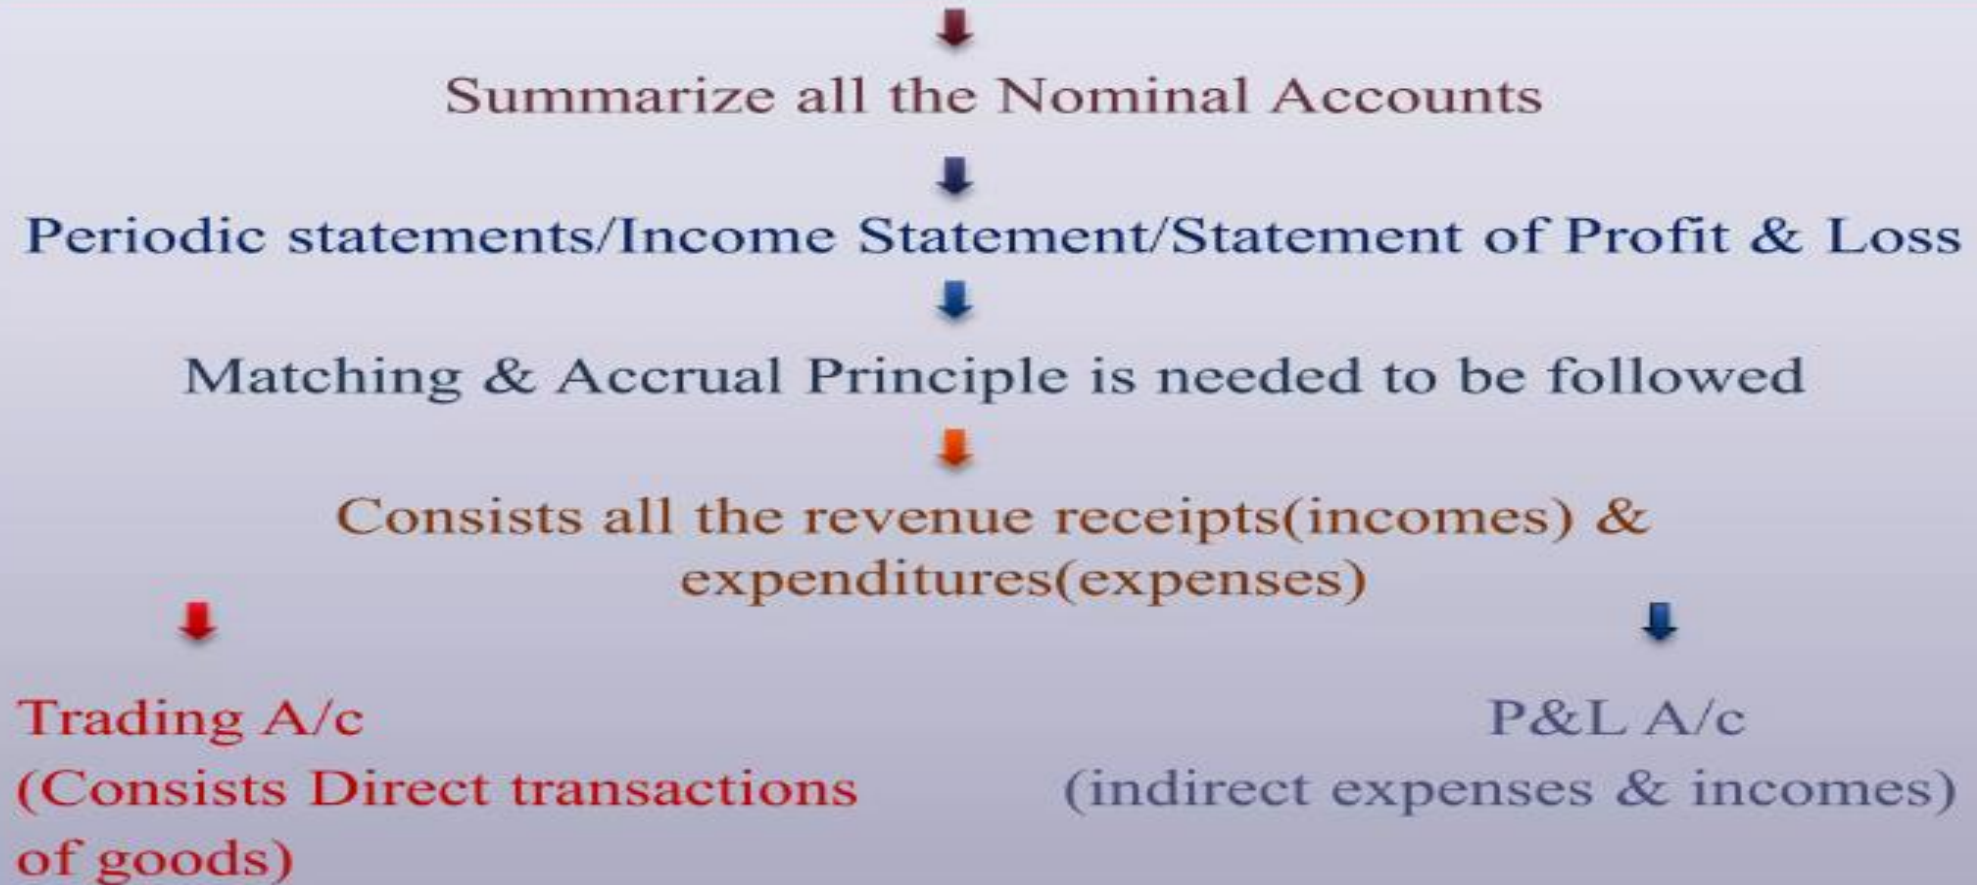 Summarize all the Nominal Accounts
Periodic statements/Income Statement/Statement of Profit & Loss
Matching & Accrual Principle is needed to be followed
Consists all the revenue receipts(incomes) &
expenditures(expenses)
Trading A/c
(Consists Direct transactions
of goods)
P&L A/c
(indirect expenses & incomes)